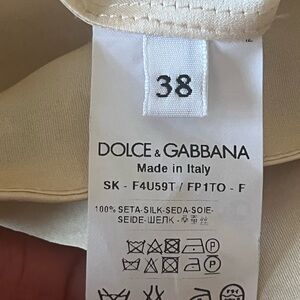 38
DOLCE & GABBANA
Made in Italy
SK - F4U59T / FP1TO - F
100% SETA-SILK-SEDA-SOIE-
SEIDE-ШЕЛК-